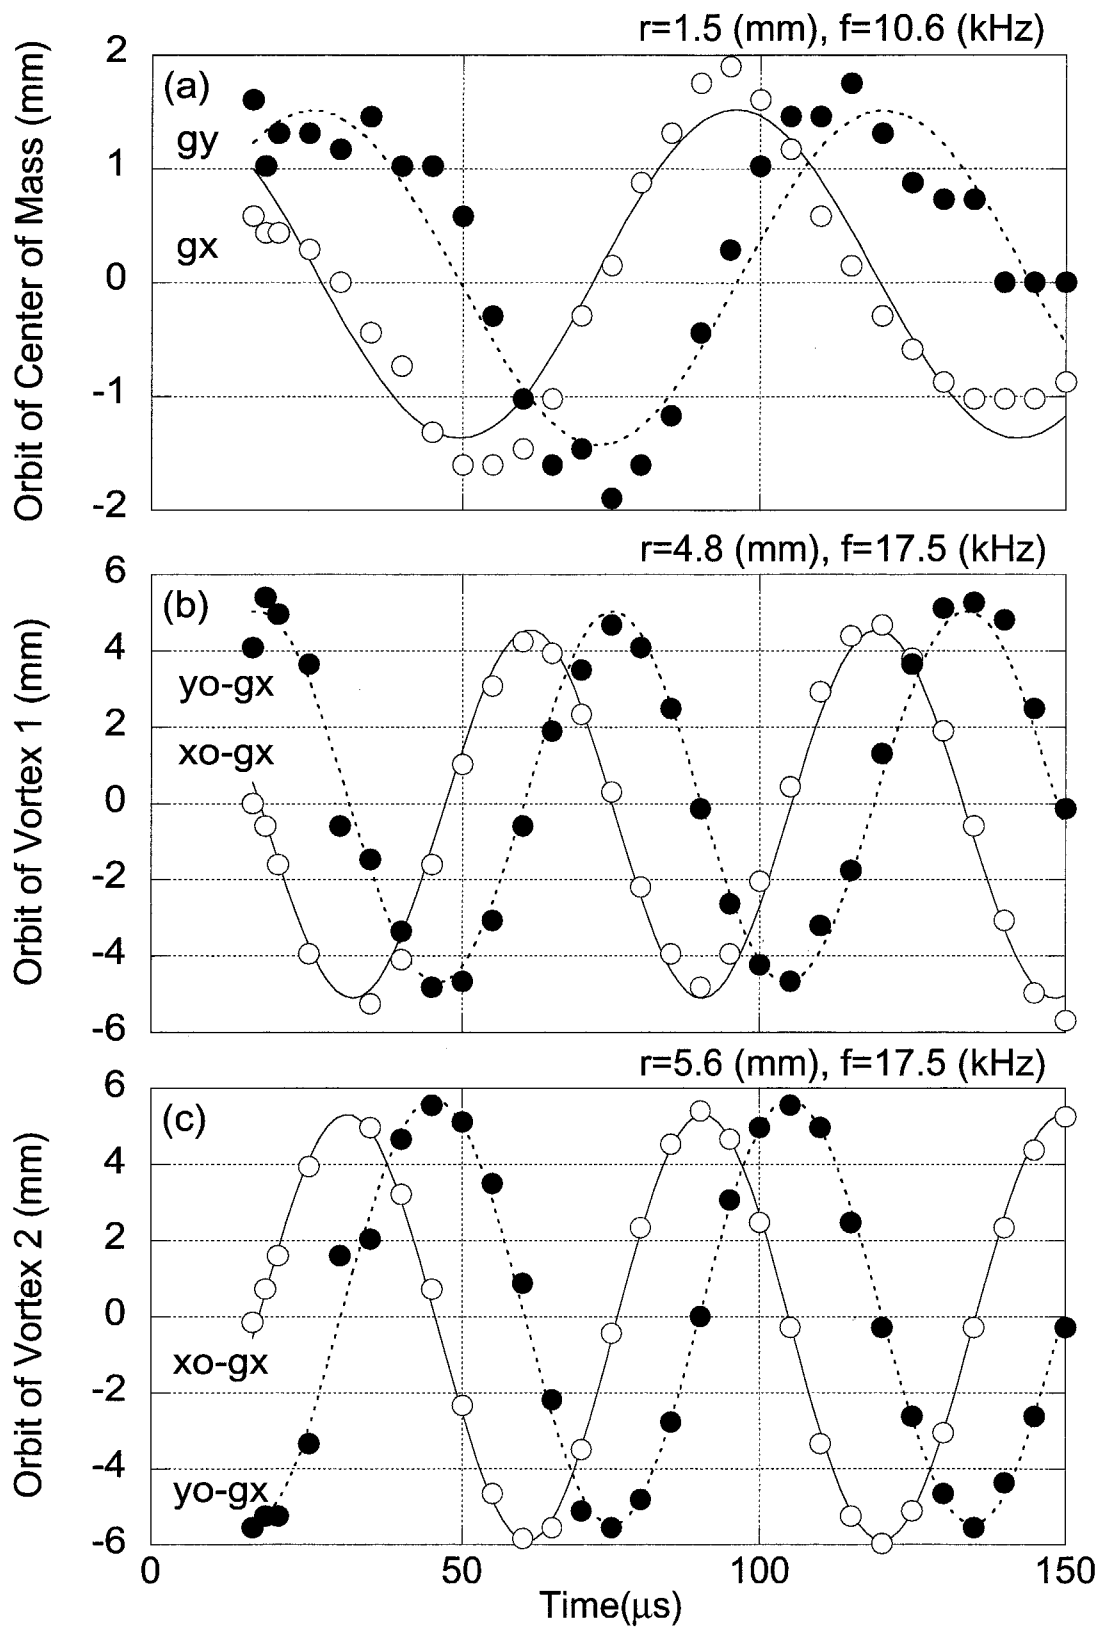 r=1.5 (mm), f=10.6 (kHz)
Orbit of Center of Mass (mm)
2
1
0
-1
-2
(a)
gy
gx
r=4.8 (mm), f=17.5 (kHz)
Orbit of Vortex 1 (mm)
6
4
2
0
-2
-4
-6
(b)
yo-gx
xo-gx
r=5.6 (mm), f=17.5 (kHz)
Orbit of Vortex 2 (mm)
6
4
2
0
-2
-4
-6
(c)
xo-gx
yo-gx
0 50 100 150
Time(μs)